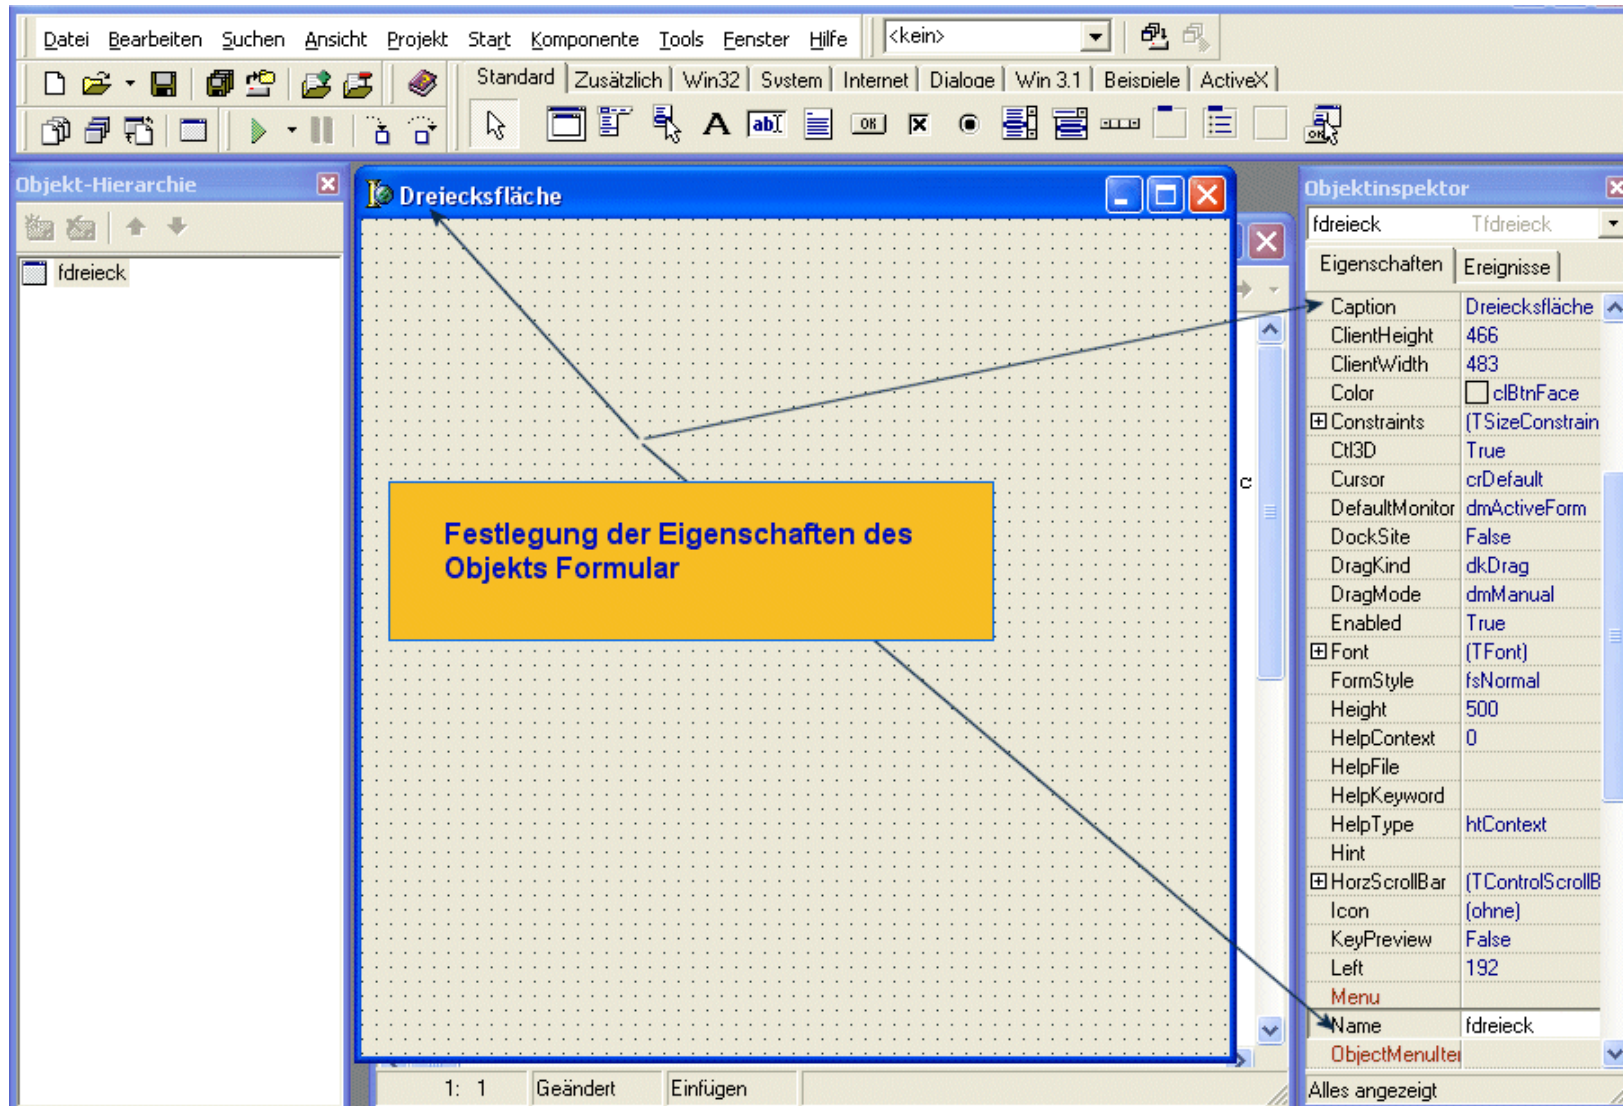 Datei Bearbeiten Suchen Ansicht Projekt Start Komponente Tools Fenster Hilfe <kein>
Standard Zusätzlich Win32 System Internet Dialoge Win 3.1 Beispiele ActiveX
A abI OK
OK
Objekt-Hierarchie
fdreieck
Dreiecksfläche
Festlegung der Eigenschaften des
Objekts Formular
c
1: 1 Geändert Einfügen
Objektinspektor
fdreieck Tfdreieck
Eigenschaften Ereignisse
Caption Dreiecksfläche
ClientHeight 466
ClientWidth 483
Color clBtnFace
Constraints (TSizeConstrain
Ctl3D True
Cursor crDefault
DefaultMonitor dmActiveForm
DockSite False
DragKind dkDrag
DragMode dmManual
Enabled True
Font (TFont)
FormStyle fsNormal
Height 500
HelpContext 0
HelpFile
HelpKeyword
HelpType htContext
Hint
HorzScrollBar (TControlScrollB
Icon (ohne)
KeyPreview False
Left 192
Menu
Name fdreieck
ObjectMenuIter
Alles angezeigt